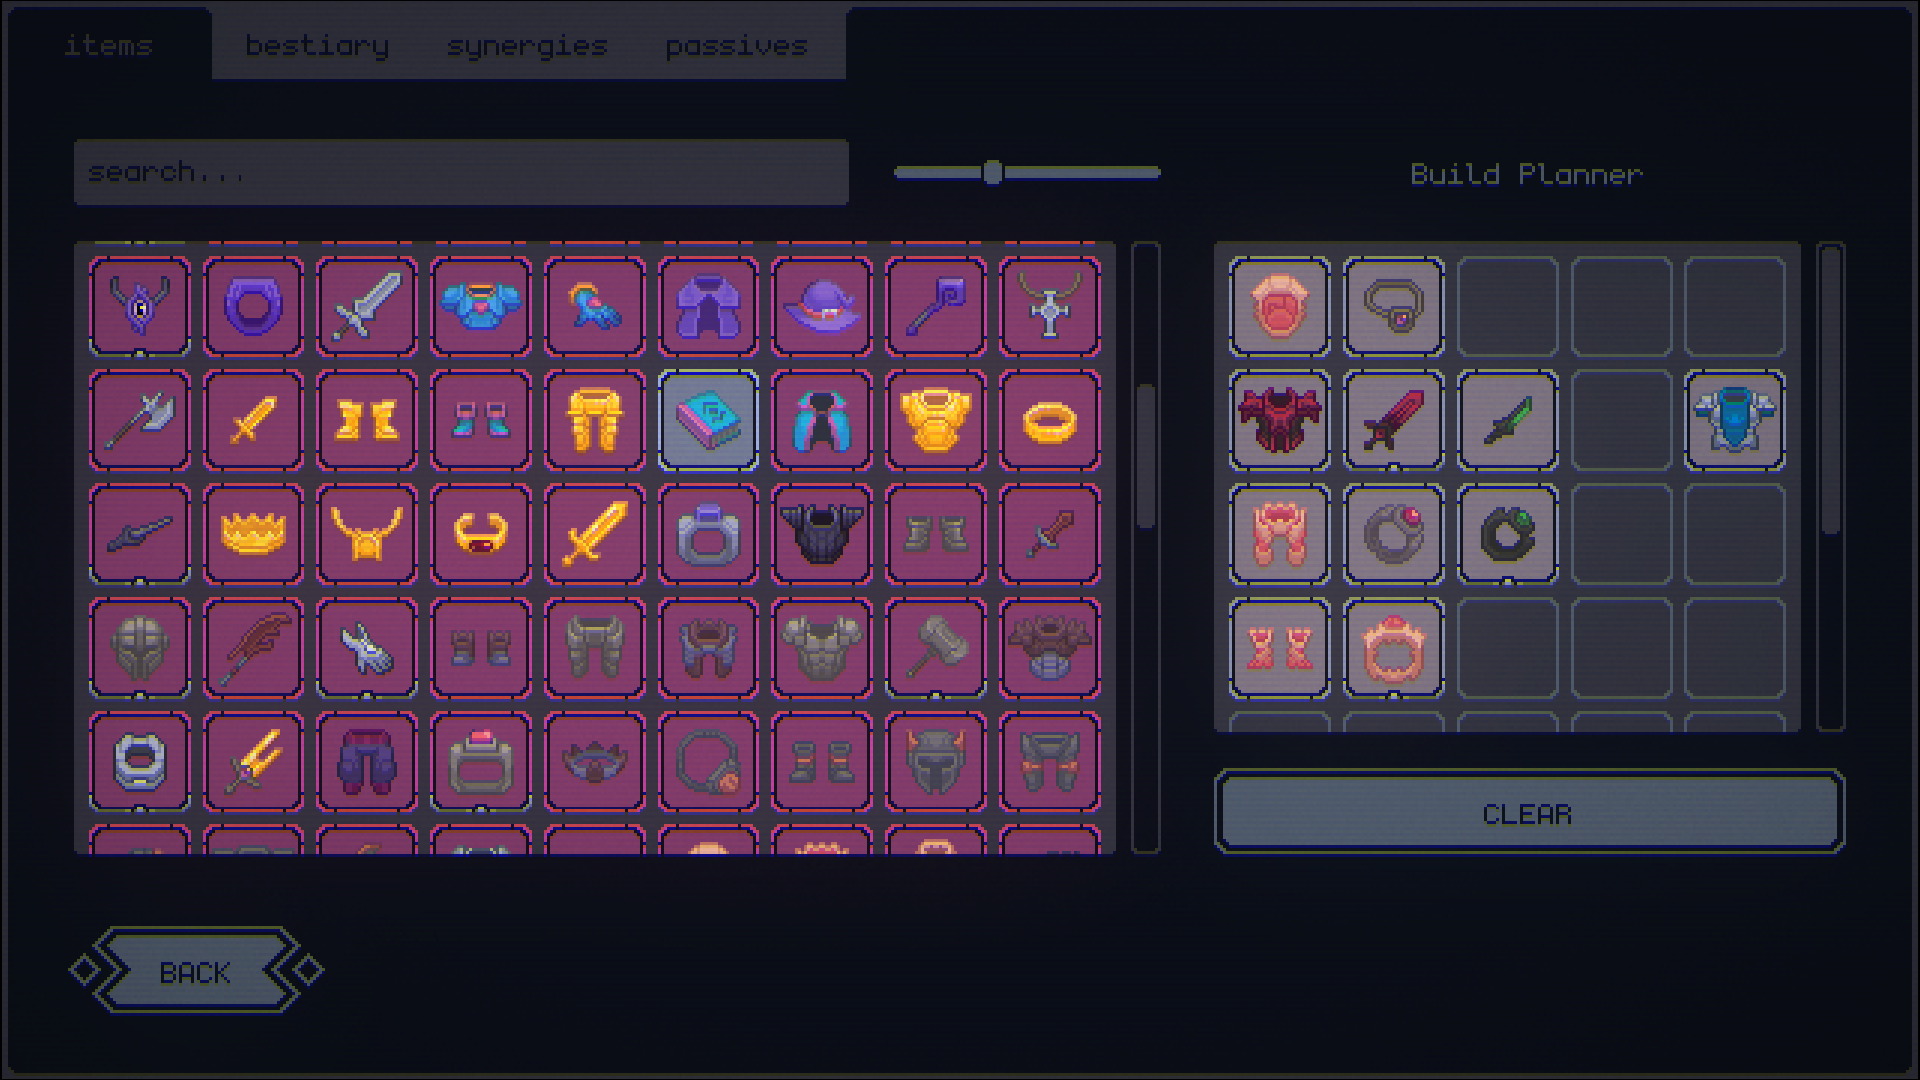 items bestiary synergies passives
search...
Build Planner
CLEAR
BACK